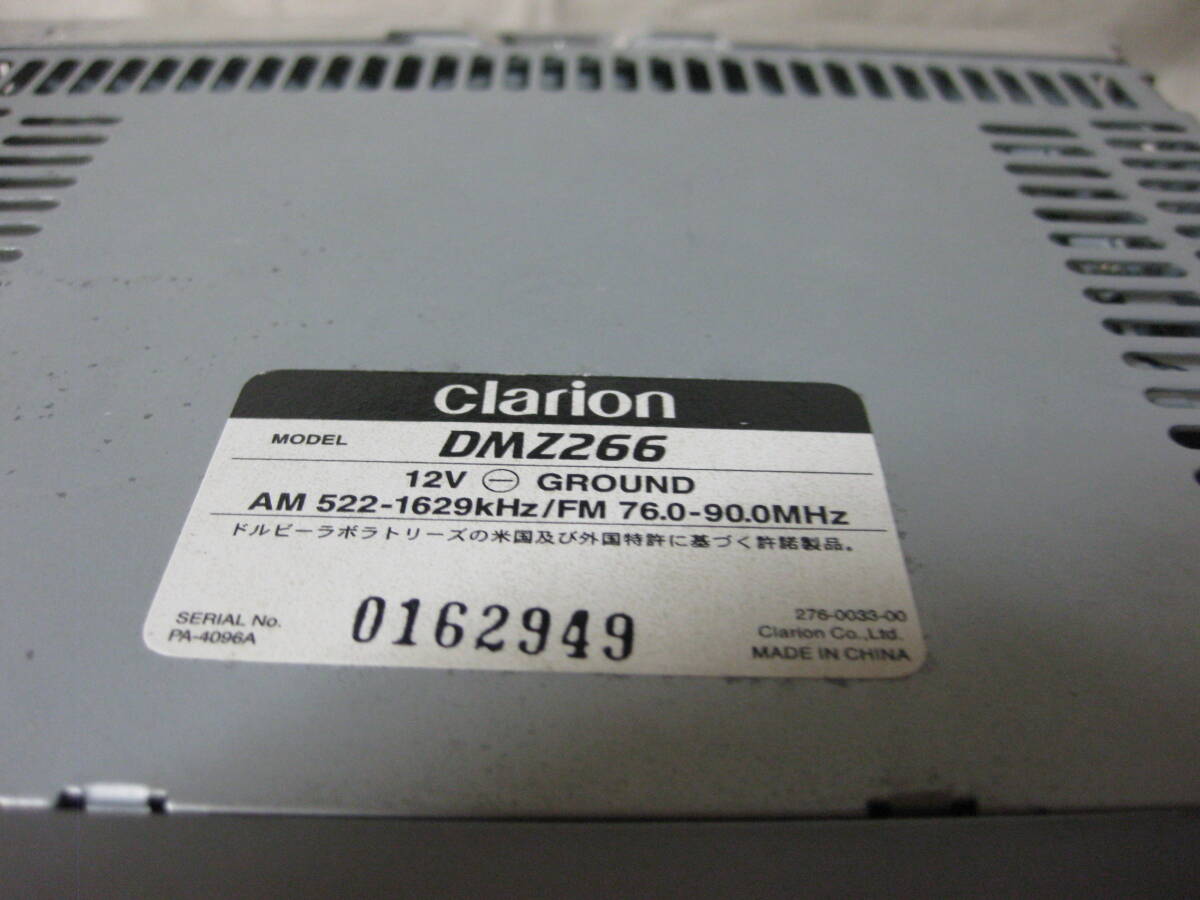 clarion
MODEL DMZ266
12V ⊖ GROUND
AM 522-1629kHz/FM 76.0-90.0MHz
ドルビーラボラトリーズの米国及び外国特許に基づく許諾製品。
SERIAL No.
PA-4096A
0162949
276-0033-00
Clarion Co.,Ltd.
MADE IN CHINA